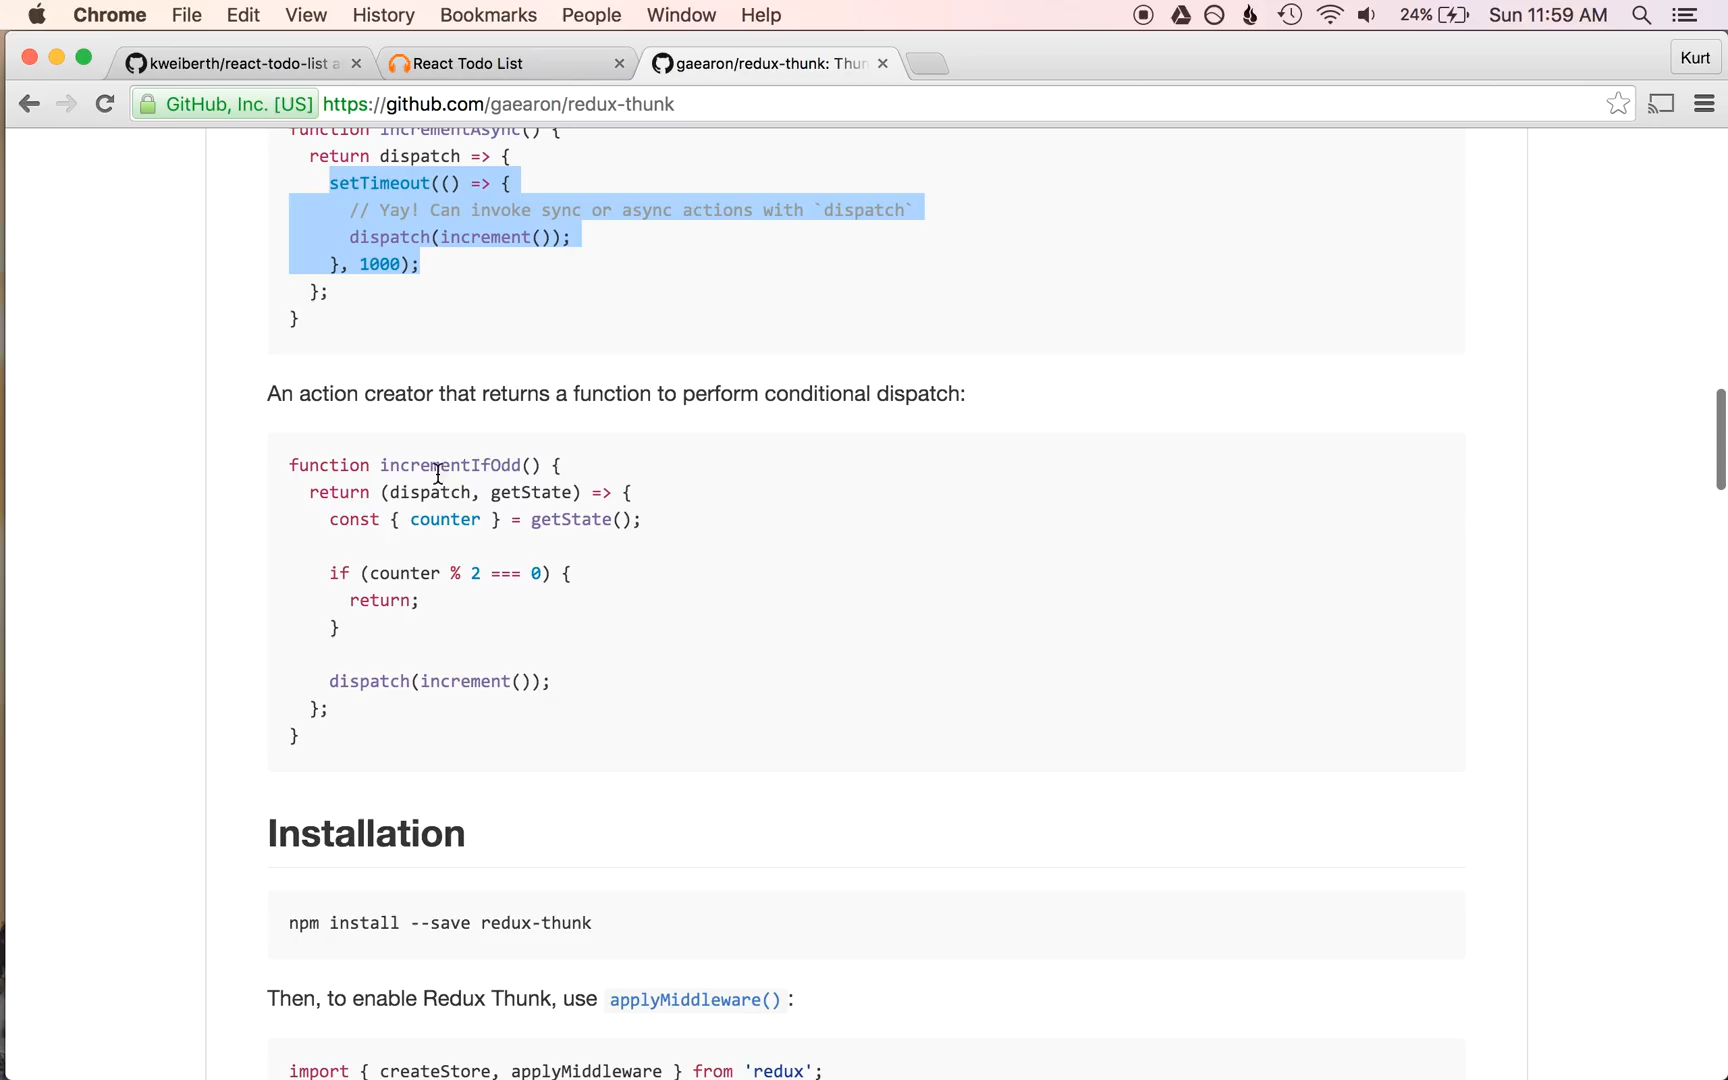 Chrome File Edit View History Bookmarks People Window Help 24% Sun 11:59 AM
kweiberth/react-todo-list a React Todo List gaearon/redux-thunk: Thun Kurt
GitHub, Inc. [US] https://github.com/gaearon/redux-thunk
function incrementAsync() {
return dispatch => {
setTimeout(() => {
// Yay! Can invoke sync or async actions with `dispatch`
dispatch(increment());
}, 1000);
};
}
An action creator that returns a function to perform conditional dispatch:
function incrementIfOdd() {
return (dispatch, getState) => {
const { counter } = getState();
if (counter % 2 === 0) {
return;
}
dispatch(increment());
};
}
Installation
npm install --save redux-thunk
Then, to enable Redux Thunk, use applyMiddleware() :
import { createStore, applyMiddleware } from 'redux';